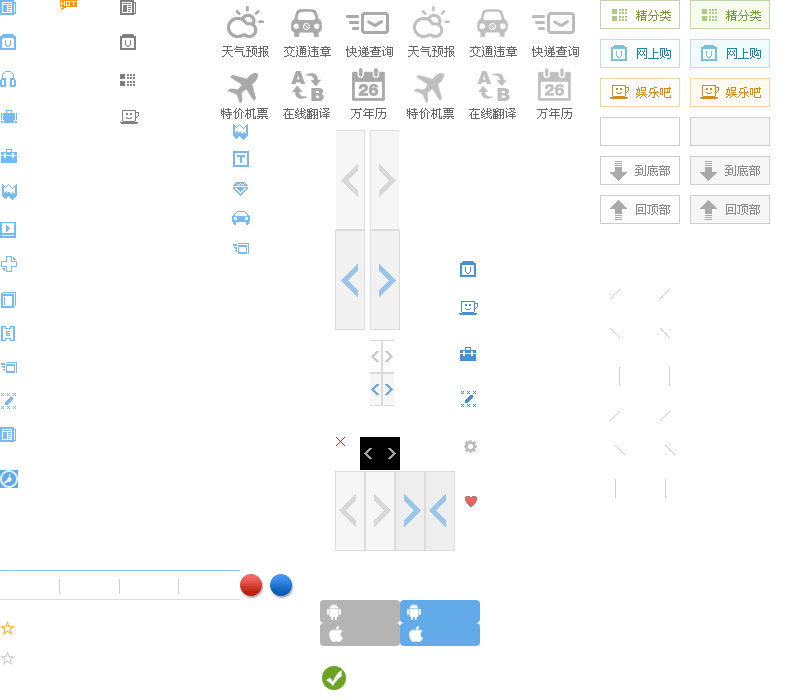 HOT
精分类 精分类
天气预报 交通违章 快递查询 天气预报 交通违章 快递查询
网上购 网上购
26 26
娱乐吧 娱乐吧
特价机票 在线翻译 万年历 特价机票 在线翻译 万年历
到底部 到底部
回顶部 回顶部